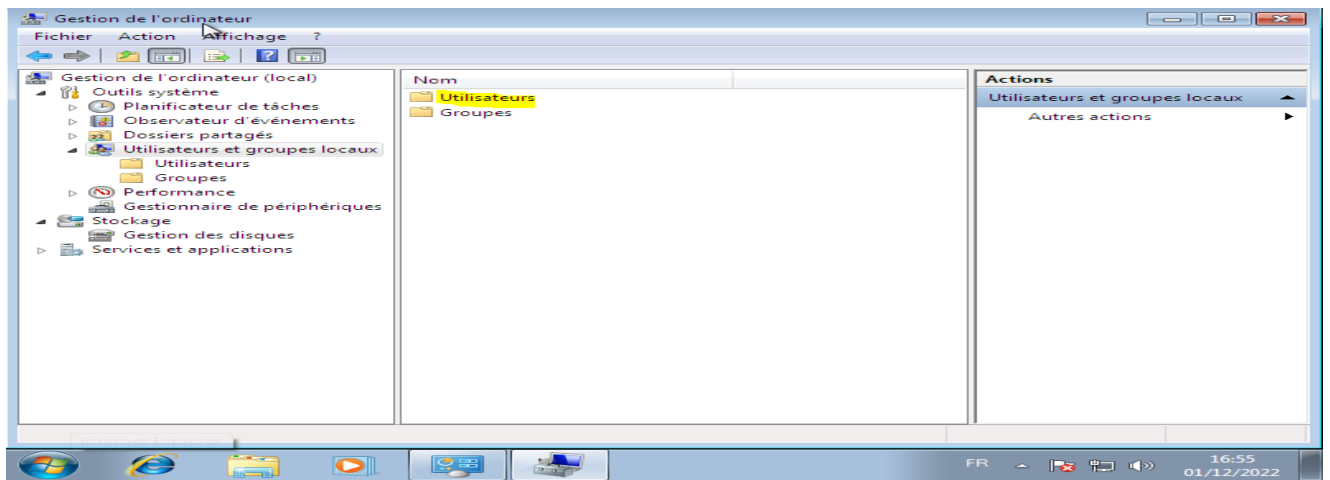 Gestion de l'ordinateur
Fichier Action Affichage ?
Gestion de l'ordinateur (local)
Outils système
Planificateur de tâches
Observateur d'événements
Dossiers partagés
Utilisateurs et groupes locaux
Utilisateurs
Groupes
Performance
Gestionnaire de périphériques
Stockage
Gestion des disques
Services et applications
Nom
Utilisateurs
Groupes
Actions
Utilisateurs et groupes locaux
Autres actions
Internet Explorer
FR
16:55
01/12/2022